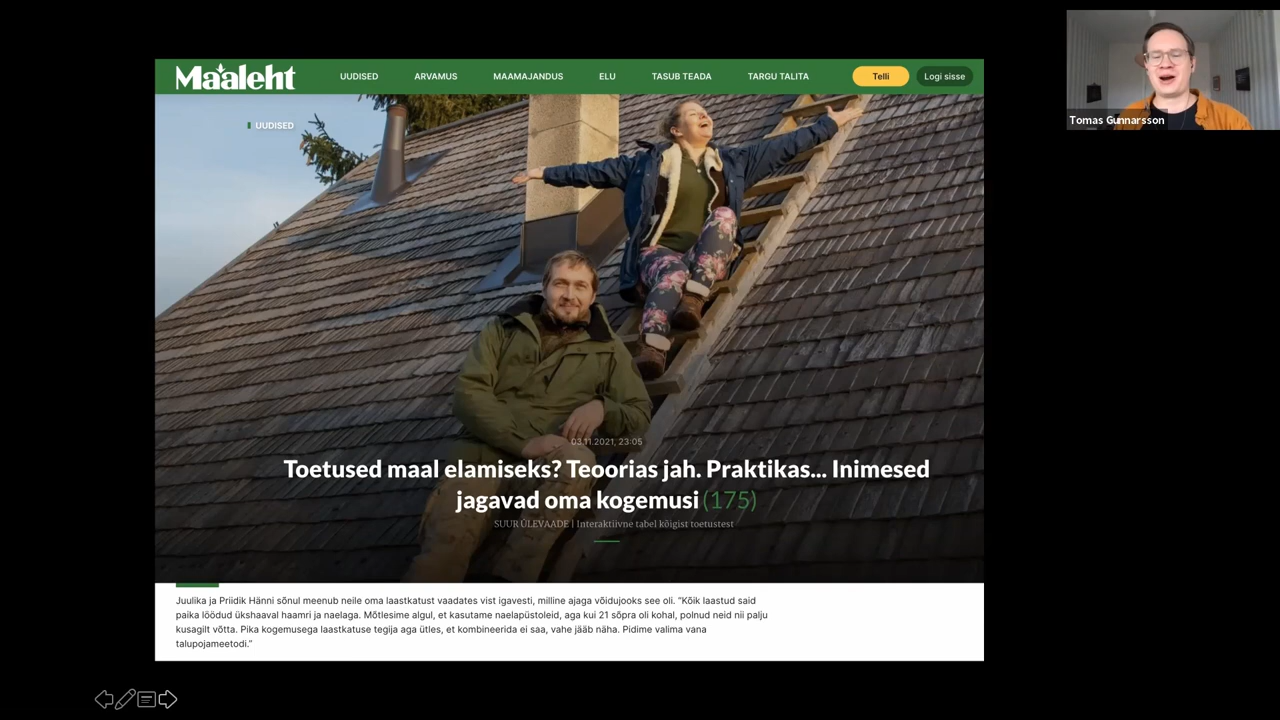 Maaleht
UUDISED ARVAMUS MAAMAJANDUS ELU TASUB TEADA TARGU TALITA Telli Logi sisse
Tomas Gunnarsson
UUDISED
03.11.2021, 23:05
Toetused maal elamiseks? Teoorias jah. Praktikas... Inimesed
jagavad oma kogemusi (175)
SUUR ÜLEVAADE | Interaktiivne tabel kõigist toetustest
Juulika ja Priidik Hänni sõnul meenub neile oma laastkatust vaadates vist igavesti, milline ajaga võidujooks see oli. “Kõik laastud said
paika löödud ükshaaval haamri ja naelaga. Mõtlesime algul, et kasutame naelapüstoleid, aga kui 21 sõpra oli kohal, polnud neid nii palju
kusagilt võtta. Pika kogemusega laastkatuse tegija aga ütles, et kombineerida ei saa, vahe jääb näha. Pidime valima vana
talupojameetodi.”